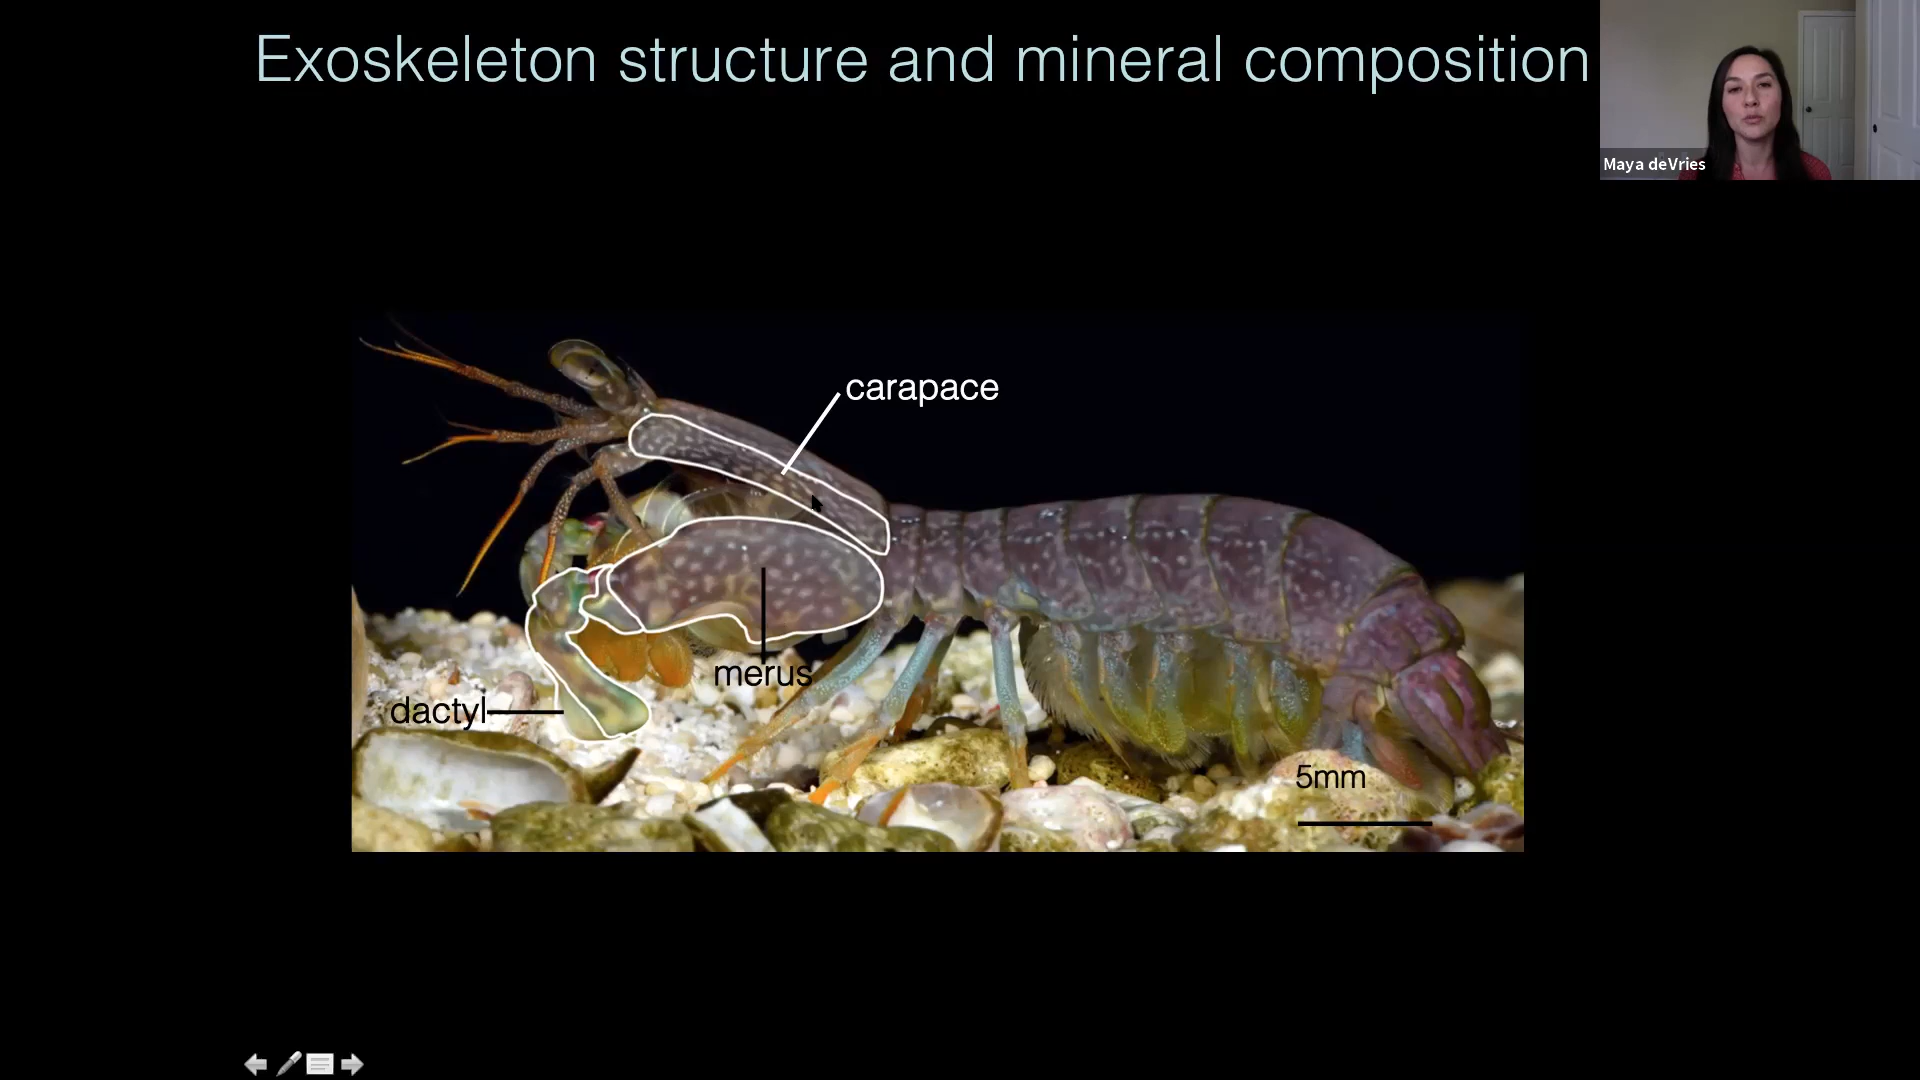 Exoskeleton structure and mineral composition
Maya deVries
carapace
merus
dactyl
5mm